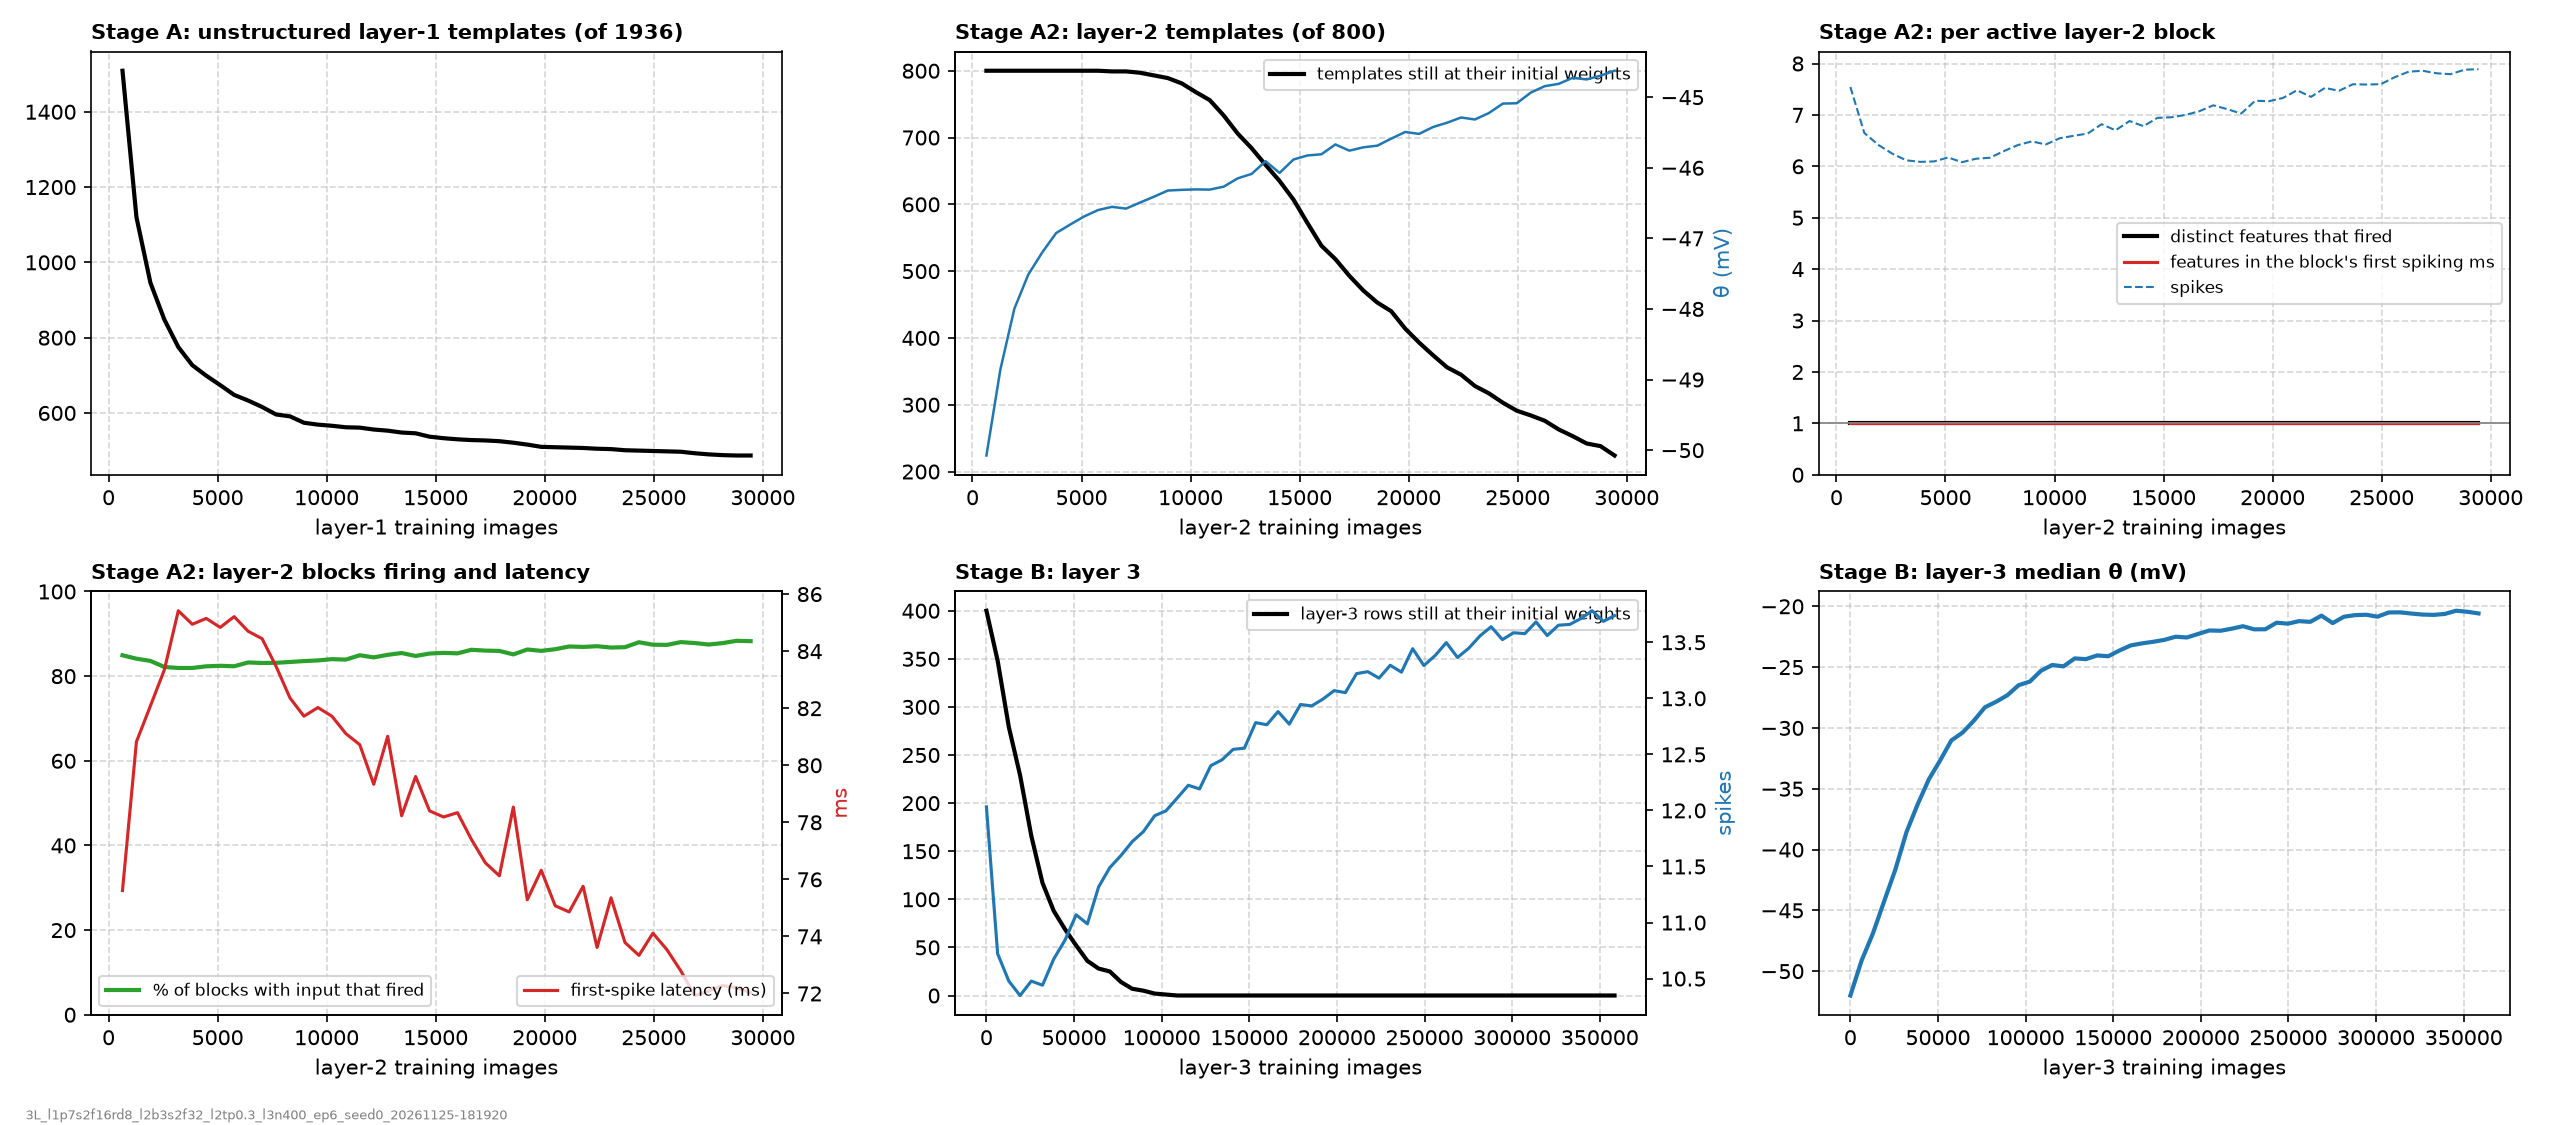 Stage A: unstructured layer-1 templates (of 1936)
1400
1200
1000
800
600
0 5000 10000 15000 20000 25000 30000
layer-1 training images
Stage A2: layer-2 templates (of 800)
templates still at their initial weights
800
700
600
500
400
300
200
−45
−46
−47
−48
−49
−50
θ (mV)
0 5000 10000 15000 20000 25000 30000
layer-2 training images
Stage A2: per active layer-2 block
8
7
6
5
4
3
2
1
0
distinct features that fired
features in the block's first spiking ms
spikes
0 5000 10000 15000 20000 25000 30000
layer-2 training images
Stage A2: layer-2 blocks firing and latency
100
80
60
40
20
0
86
84
82
80
78
76
74
72
ms
% of blocks with input that fired
first-spike latency (ms)
0 5000 10000 15000 20000 25000 30000
layer-2 training images
Stage B: layer 3
layer-3 rows still at their initial weights
400
350
300
250
200
150
100
50
0
13.5
13.0
12.5
12.0
11.5
11.0
10.5
spikes
0 50000 100000 150000 200000 250000 300000 350000
layer-3 training images
Stage B: layer-3 median θ (mV)
−20
−25
−30
−35
−40
−45
−50
0 50000 100000 150000 200000 250000 300000 350000
layer-3 training images
3L_l1p7s2f16rd8_l2b3s2f32_l2tp0.3_l3n400_ep6_seed0_20261125-181920